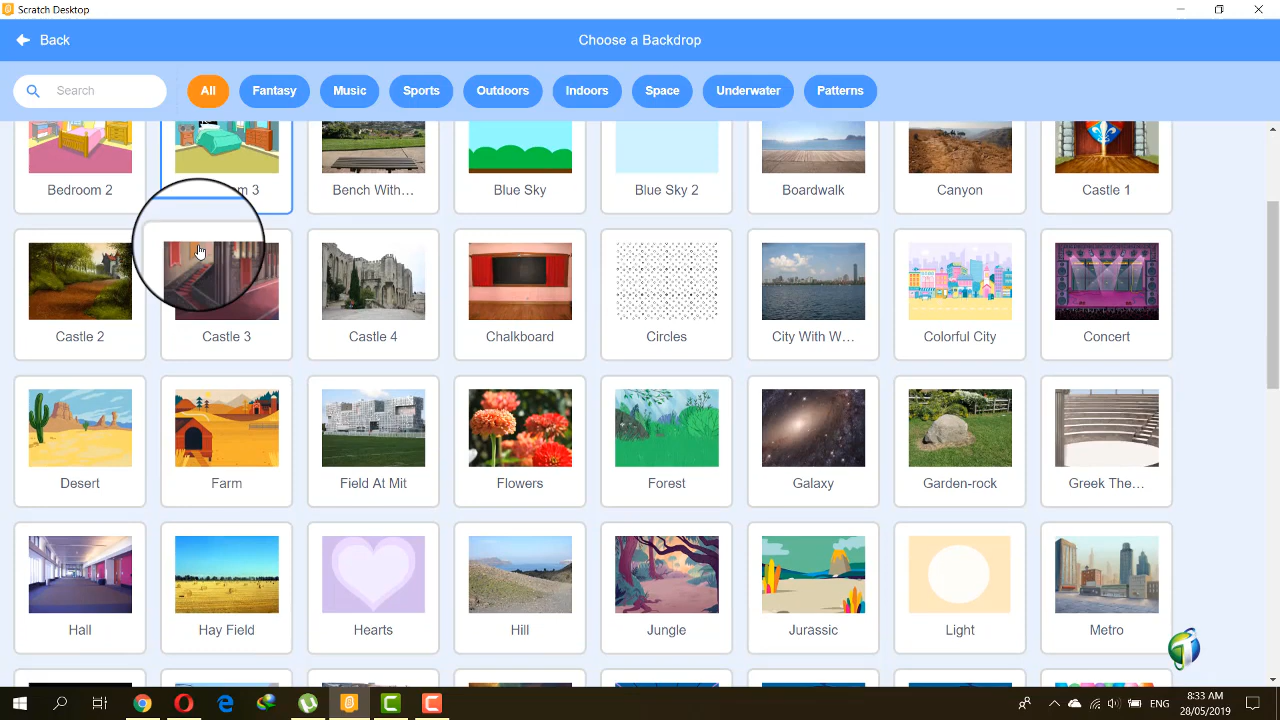 Scratch Desktop
Back
Choose a Backdrop
Search
All
Fantasy
Music
Sports
Outdoors
Indoors
Space
Underwater
Patterns
Bedroom 2
m 3
Bench With...
Blue Sky
Blue Sky 2
Boardwalk
Canyon
Castle 1
Castle 2
Castle 3
Castle 4
Chalkboard
Circles
City With W...
Colorful City
Concert
Desert
Farm
Field At Mit
Flowers
Forest
Galaxy
Garden-rock
Greek The...
Hall
Hay Field
Hearts
Hill
Jungle
Jurassic
Light
Metro
ENG
8:33 AM
28/05/2019